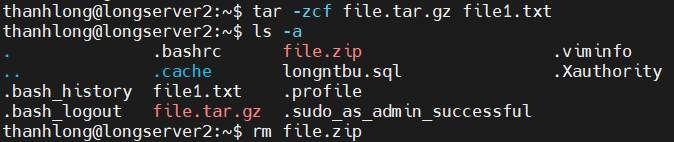 thanhlong@longserver2:~$ tar -zcf file.tar.gz file1.txt
thanhlong@longserver2:~$ ls -a
. .bashrc file.zip .viminfo
.. .cache longntbu.sql .Xauthority
.bash_history file1.txt .profile
.bash_logout file.tar.gz .sudo_as_admin_successful
thanhlong@longserver2:~$ rm file.zip